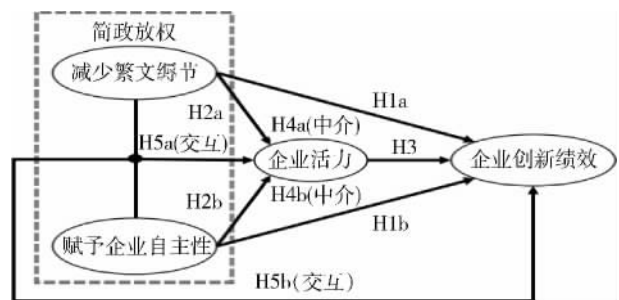 简政放权
减少繁文缛节
H1a
H2a
H4a(中介)
H5a(交互)
企业活力
H3
企业创新绩效
H2b
H4b(中介)
赋予企业自主性
H1b
H5b(交互)